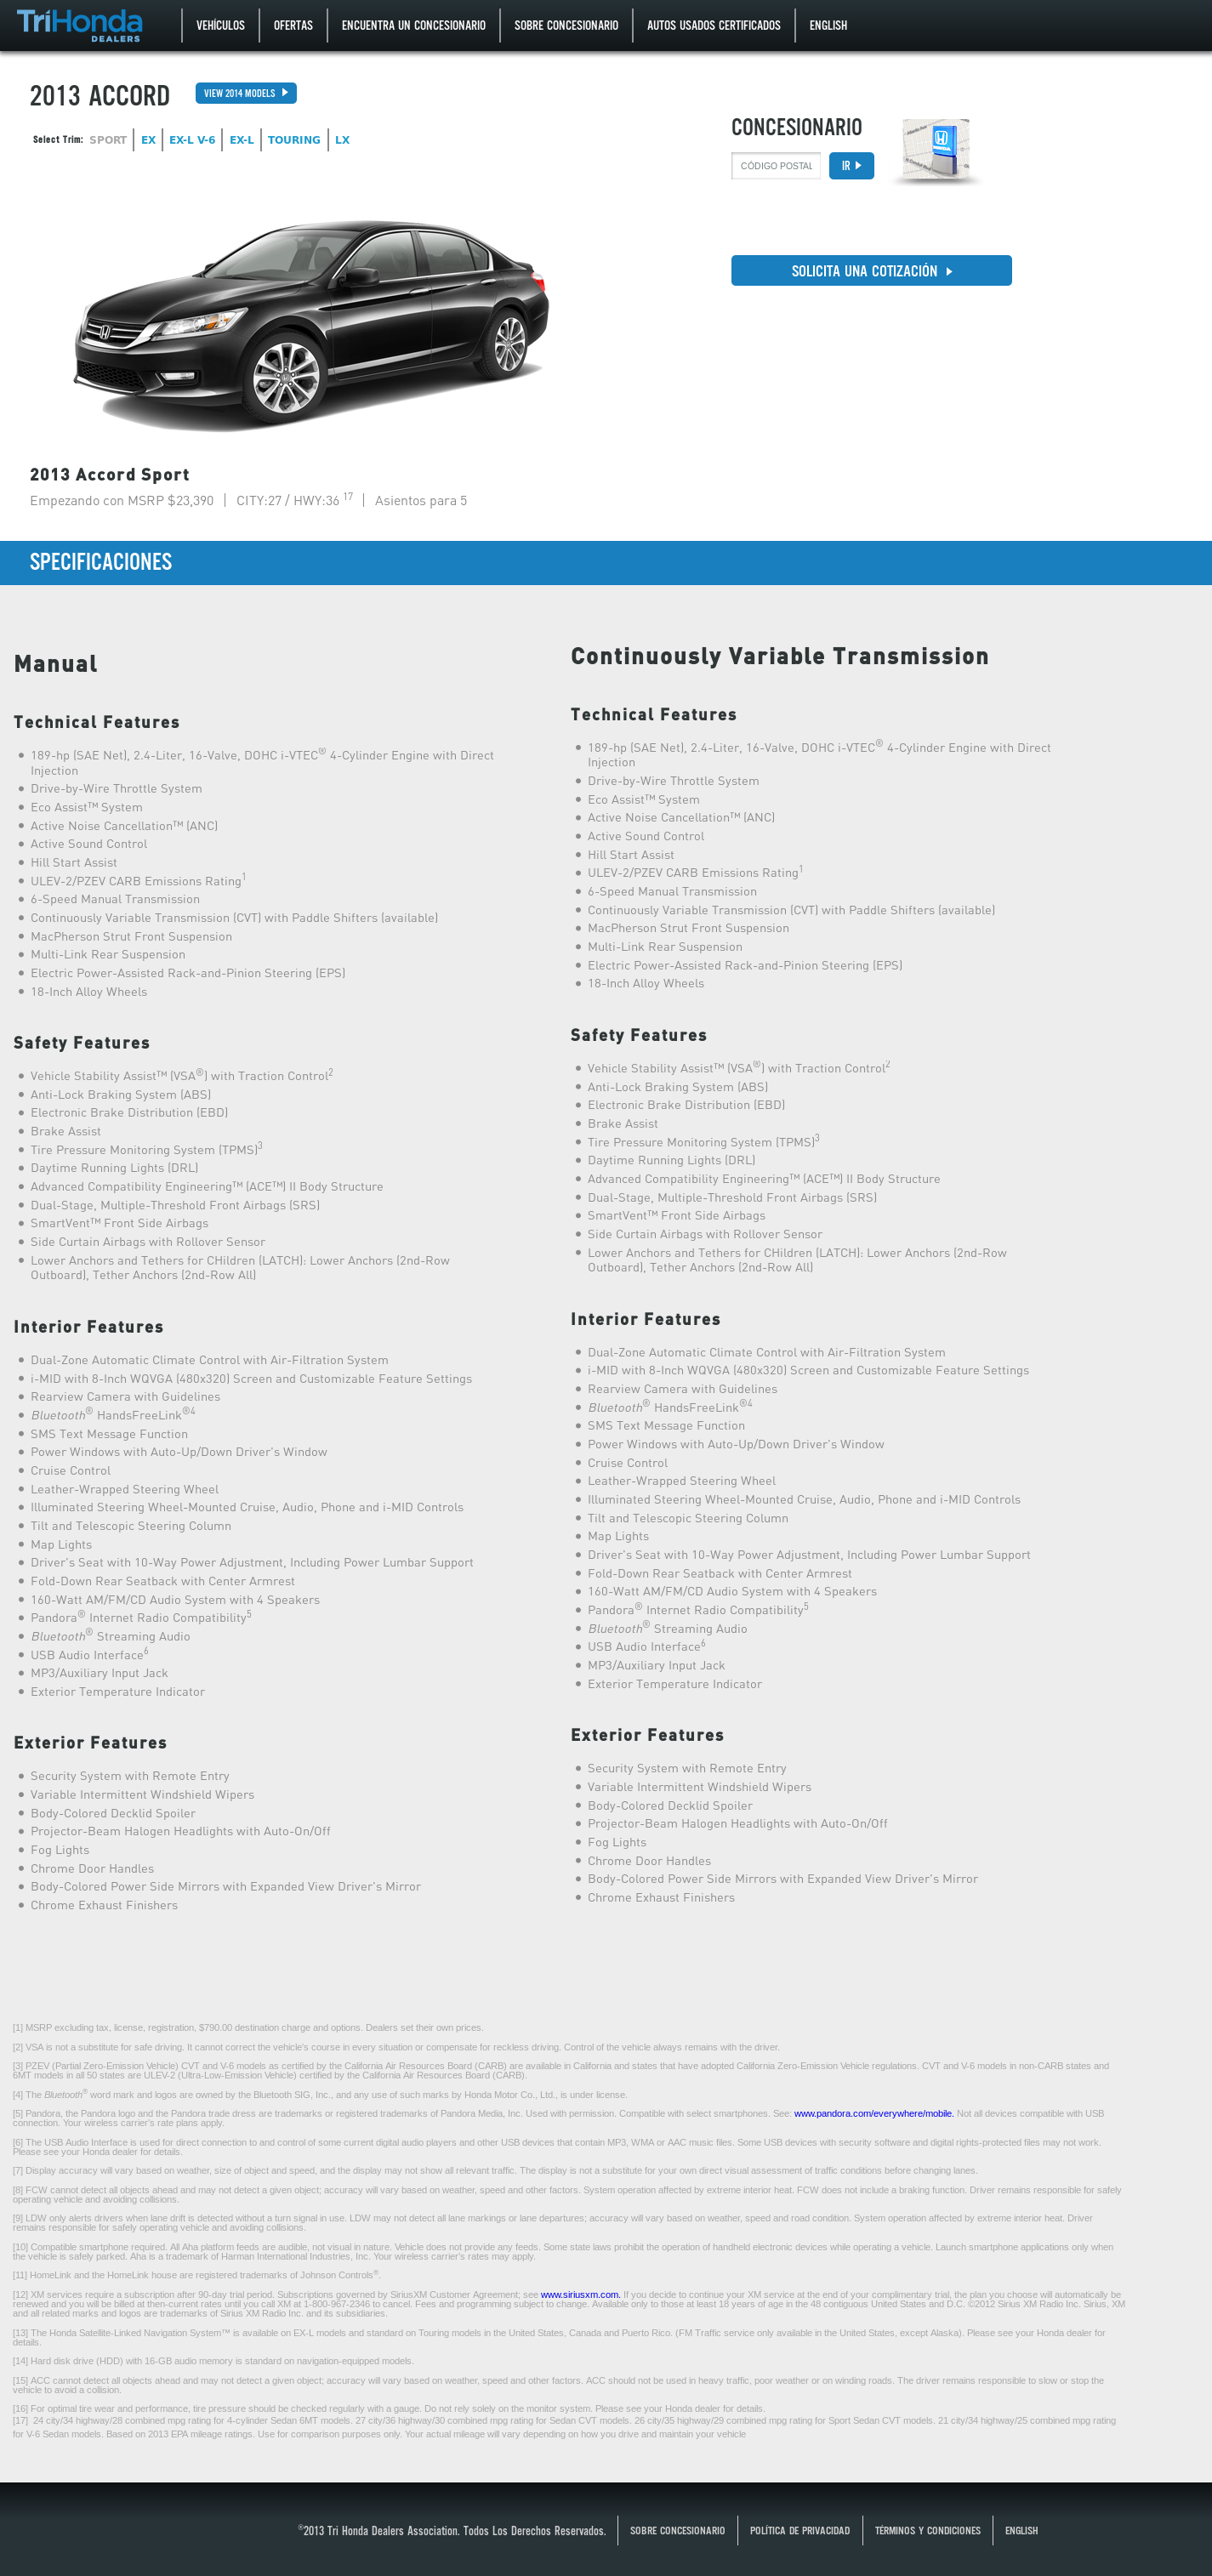 TriHonda
DEALERS
VEHÍCULOS
OFERTAS
ENCUENTRA UN CONCESIONARIO
SOBRE CONCESIONARIO
AUTOS USADOS CERTIFICADOS
ENGLISH
2013 ACCORD
VIEW 2014 MODELS
Select Trim: SPORT EX EX-L V-6 EX-L TOURING LX
CONCESIONARIO
CÓDIGO POSTAL
IR
SOLICITA UNA COTIZACIÓN
2013 Accord Sport
Empezando con MSRP $23,390 | CITY:27 / HWY:36 17 | Asientos para 5
SPECIFICACIONES
Manual
Technical Features
189-hp (SAE Net), 2.4-Liter, 16-Valve, DOHC i-VTEC® 4-Cylinder Engine with Direct
Injection
Drive-by-Wire Throttle System
Eco Assist™ System
Active Noise Cancellation™ (ANC)
Active Sound Control
Hill Start Assist
ULEV-2/PZEV CARB Emissions Rating1
6-Speed Manual Transmission
Continuously Variable Transmission (CVT) with Paddle Shifters (available)
MacPherson Strut Front Suspension
Multi-Link Rear Suspension
Electric Power-Assisted Rack-and-Pinion Steering (EPS)
18-Inch Alloy Wheels
Safety Features
Vehicle Stability Assist™ (VSA®) with Traction Control2
Anti-Lock Braking System (ABS)
Electronic Brake Distribution (EBD)
Brake Assist
Tire Pressure Monitoring System (TPMS)3
Daytime Running Lights (DRL)
Advanced Compatibility Engineering™ (ACE™) II Body Structure
Dual-Stage, Multiple-Threshold Front Airbags (SRS)
SmartVent™ Front Side Airbags
Side Curtain Airbags with Rollover Sensor
Lower Anchors and Tethers for CHildren (LATCH): Lower Anchors (2nd-Row
Outboard), Tether Anchors (2nd-Row All)
Interior Features
Dual-Zone Automatic Climate Control with Air-Filtration System
i-MID with 8-Inch WQVGA (480x320) Screen and Customizable Feature Settings
Rearview Camera with Guidelines
Bluetooth® HandsFreeLink®4
SMS Text Message Function
Power Windows with Auto-Up/Down Driver's Window
Cruise Control
Leather-Wrapped Steering Wheel
Illuminated Steering Wheel-Mounted Cruise, Audio, Phone and i-MID Controls
Tilt and Telescopic Steering Column
Map Lights
Driver's Seat with 10-Way Power Adjustment, Including Power Lumbar Support
Fold-Down Rear Seatback with Center Armrest
160-Watt AM/FM/CD Audio System with 4 Speakers
Pandora® Internet Radio Compatibility5
Bluetooth® Streaming Audio
USB Audio Interface6
MP3/Auxiliary Input Jack
Exterior Temperature Indicator
Exterior Features
Security System with Remote Entry
Variable Intermittent Windshield Wipers
Body-Colored Decklid Spoiler
Projector-Beam Halogen Headlights with Auto-On/Off
Fog Lights
Chrome Door Handles
Body-Colored Power Side Mirrors with Expanded View Driver's Mirror
Chrome Exhaust Finishers
Continuously Variable Transmission
Technical Features
189-hp (SAE Net), 2.4-Liter, 16-Valve, DOHC i-VTEC® 4-Cylinder Engine with Direct
Injection
Drive-by-Wire Throttle System
Eco Assist™ System
Active Noise Cancellation™ (ANC)
Active Sound Control
Hill Start Assist
ULEV-2/PZEV CARB Emissions Rating1
6-Speed Manual Transmission
Continuously Variable Transmission (CVT) with Paddle Shifters (available)
MacPherson Strut Front Suspension
Multi-Link Rear Suspension
Electric Power-Assisted Rack-and-Pinion Steering (EPS)
18-Inch Alloy Wheels
Safety Features
Vehicle Stability Assist™ (VSA®) with Traction Control2
Anti-Lock Braking System (ABS)
Electronic Brake Distribution (EBD)
Brake Assist
Tire Pressure Monitoring System (TPMS)3
Daytime Running Lights (DRL)
Advanced Compatibility Engineering™ (ACE™) II Body Structure
Dual-Stage, Multiple-Threshold Front Airbags (SRS)
SmartVent™ Front Side Airbags
Side Curtain Airbags with Rollover Sensor
Lower Anchors and Tethers for CHildren (LATCH): Lower Anchors (2nd-Row
Outboard), Tether Anchors (2nd-Row All)
Interior Features
Dual-Zone Automatic Climate Control with Air-Filtration System
i-MID with 8-Inch WQVGA (480x320) Screen and Customizable Feature Settings
Rearview Camera with Guidelines
Bluetooth® HandsFreeLink®4
SMS Text Message Function
Power Windows with Auto-Up/Down Driver's Window
Cruise Control
Leather-Wrapped Steering Wheel
Illuminated Steering Wheel-Mounted Cruise, Audio, Phone and i-MID Controls
Tilt and Telescopic Steering Column
Map Lights
Driver's Seat with 10-Way Power Adjustment, Including Power Lumbar Support
Fold-Down Rear Seatback with Center Armrest
160-Watt AM/FM/CD Audio System with 4 Speakers
Pandora® Internet Radio Compatibility5
Bluetooth® Streaming Audio
USB Audio Interface6
MP3/Auxiliary Input Jack
Exterior Temperature Indicator
Exterior Features
Security System with Remote Entry
Variable Intermittent Windshield Wipers
Body-Colored Decklid Spoiler
Projector-Beam Halogen Headlights with Auto-On/Off
Fog Lights
Chrome Door Handles
Body-Colored Power Side Mirrors with Expanded View Driver's Mirror
Chrome Exhaust Finishers
[1] MSRP excluding tax, license, registration, $790.00 destination charge and options. Dealers set their own prices.
[2] VSA is not a substitute for safe driving. It cannot correct the vehicle's course in every situation or compensate for reckless driving. Control of the vehicle always remains with the driver.
[3] PZEV (Partial Zero-Emission Vehicle) CVT and V-6 models as certified by the California Air Resources Board (CARB) are available in California and states that have adopted California Zero-Emission Vehicle regulations. CVT and V-6 models in non-CARB states and
6MT models in all 50 states are ULEV-2 (Ultra-Low-Emission Vehicle) certified by the California Air Resources Board (CARB).
[4] The Bluetooth® word mark and logos are owned by the Bluetooth SIG, Inc., and any use of such marks by Honda Motor Co., Ltd., is under license.
[5] Pandora, the Pandora logo and the Pandora trade dress are trademarks or registered trademarks of Pandora Media, Inc. Used with permission. Compatible with select smartphones. See: www.pandora.com/everywhere/mobile. Not all devices compatible with USB
connection. Your wireless carrier's rate plans apply.
[6] The USB Audio Interface is used for direct connection to and control of some current digital audio players and other USB devices that contain MP3, WMA or AAC music files. Some USB devices with security software and digital rights-protected files may not work.
Please see your Honda dealer for details.
[7] Display accuracy will vary based on weather, size of object and speed, and the display may not show all relevant traffic. The display is not a substitute for your own direct visual assessment of traffic conditions before changing lanes.
[8] FCW cannot detect all objects ahead and may not detect a given object; accuracy will vary based on weather, speed and other factors. System operation affected by extreme interior heat. FCW does not include a braking function. Driver remains responsible for safely
operating vehicle and avoiding collisions.
[9] LDW only alerts drivers when lane drift is detected without a turn signal in use. LDW may not detect all lane markings or lane departures; accuracy will vary based on weather, speed and road condition. System operation affected by extreme interior heat. Driver
remains responsible for safely operating vehicle and avoiding collisions.
[10] Compatible smartphone required. All Aha platform feeds are audible, not visual in nature. Vehicle does not provide any feeds. Some state laws prohibit the operation of handheld electronic devices while operating a vehicle. Launch smartphone applications only when
the vehicle is safely parked. Aha is a trademark of Harman International Industries, Inc. Your wireless carrier's rates may apply.
[11] HomeLink and the HomeLink house are registered trademarks of Johnson Controls®.
[12] XM services require a subscription after 90-day trial period. Subscriptions governed by SiriusXM Customer Agreement; see www.siriusxm.com. If you decide to continue your XM service at the end of your complimentary trial, the plan you choose will automatically be
renewed and you will be billed at then-current rates until you call XM at 1-800-967-2346 to cancel. Fees and programming subject to change. Available only to those at least 18 years of age in the 48 contiguous United States and D.C. ©2012 Sirius XM Radio Inc. Sirius, XM
and all related marks and logos are trademarks of Sirius XM Radio Inc. and its subsidiaries.
[13] The Honda Satellite-Linked Navigation System™ is available on EX-L models and standard on Touring models in the United States, Canada and Puerto Rico. (FM Traffic service only available in the United States, except Alaska). Please see your Honda dealer for
details.
[14] Hard disk drive (HDD) with 16-GB audio memory is standard on navigation-equipped models.
[15] ACC cannot detect all objects ahead and may not detect a given object; accuracy will vary based on weather, speed and other factors. ACC should not be used in heavy traffic, poor weather or on winding roads. The driver remains responsible to slow or stop the
vehicle to avoid a collision.
[16] For optimal tire wear and performance, tire pressure should be checked regularly with a gauge. Do not rely solely on the monitor system. Please see your Honda dealer for details.
[17] 24 city/34 highway/28 combined mpg rating for 4-cylinder Sedan 6MT models. 27 city/36 highway/30 combined mpg rating for Sedan CVT models. 26 city/35 highway/29 combined mpg rating for Sport Sedan CVT models. 21 city/34 highway/25 combined mpg rating
for V-6 Sedan models. Based on 2013 EPA mileage ratings. Use for comparison purposes only. Your actual mileage will vary depending on how you drive and maintain your vehicle
®2013 Tri Honda Dealers Association. Todos Los Derechos Reservados.
SOBRE CONCESIONARIO
POLÍTICA DE PRIVACIDAD
TÉRMINOS Y CONDICIONES
ENGLISH